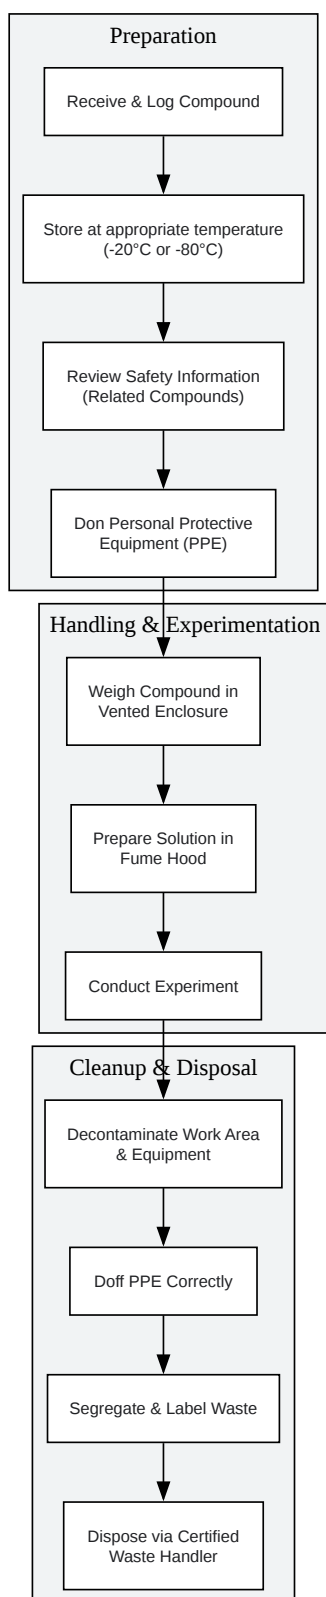 Preparation
Receive & Log Compound
Store at appropriate temperature
(-20°C or -80°C)
Review Safety Information
(Related Compounds)
Don Personal Protective
Equipment (PPE)
Handling & Experimentation
Weigh Compound in
Vented Enclosure
Prepare Solution in
Fume Hood
Conduct Experiment
Cleanup & Disposal
Decontaminate Work Area
& Equipment
Doff PPE Correctly
Segregate & Label Waste
Dispose via Certified
Waste Handler